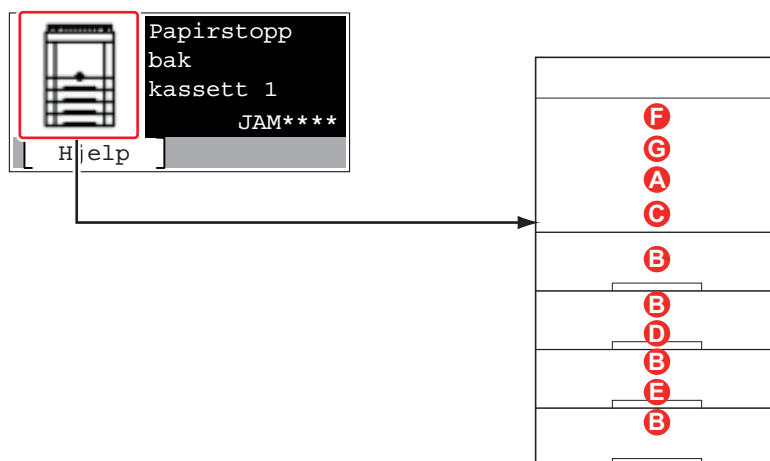 Papirstopp
bak
kassett 1
JAM****
[ Hjelp ]
F
G
A
C
B
B
D
B
E
B